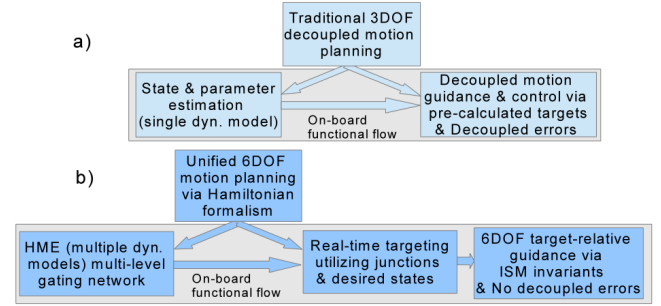 a)
Traditional 3DOF
decoupled motion
planning
State & parameter
estimation
(single dyn. model)
On-board
functional flow
Decoupled motion
guidance & control via
pre-calculated targets
& Decoupled errors
b)
Unified 6DOF
motion planning
via Hamiltonian
formalism
HME (multiple dyn.
models) multi-level
gating network
On-board
functional flow
Real-time targeting
utilizing junctions
& desired states
6DOF target-relative
guidance via
ISM invariants
& No decoupled errors